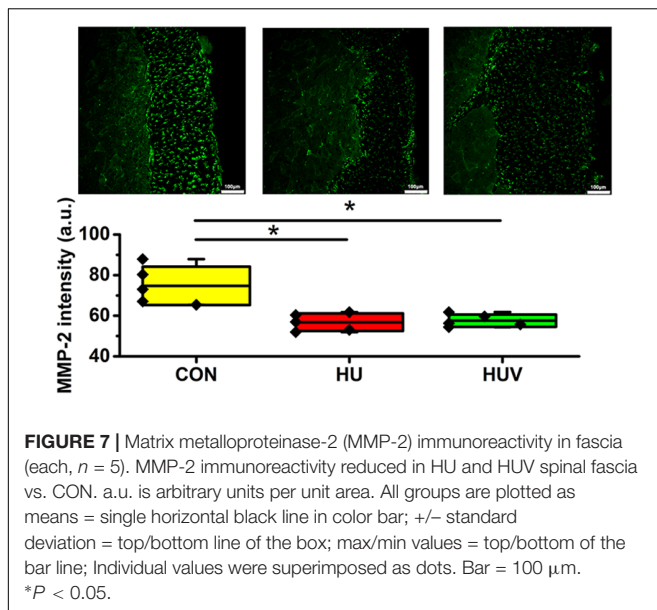 100µm
100µm
100µm
*
*
MMP-2 intensity (a.u.)
100
80
60
40
CON
HU
HUV
FIGURE 7 | Matrix metalloproteinase-2 (MMP-2) immunoreactivity in fascia
(each, n = 5). MMP-2 immunoreactivity reduced in HU and HUV spinal fascia
vs. CON. a.u. is arbitrary units per unit area. All groups are plotted as
means = single horizontal black line in color bar; +/– standard
deviation = top/bottom line of the box; max/min values = top/bottom of the
bar line; Individual values were superimposed as dots. Bar = 100 µm.
*P < 0.05.